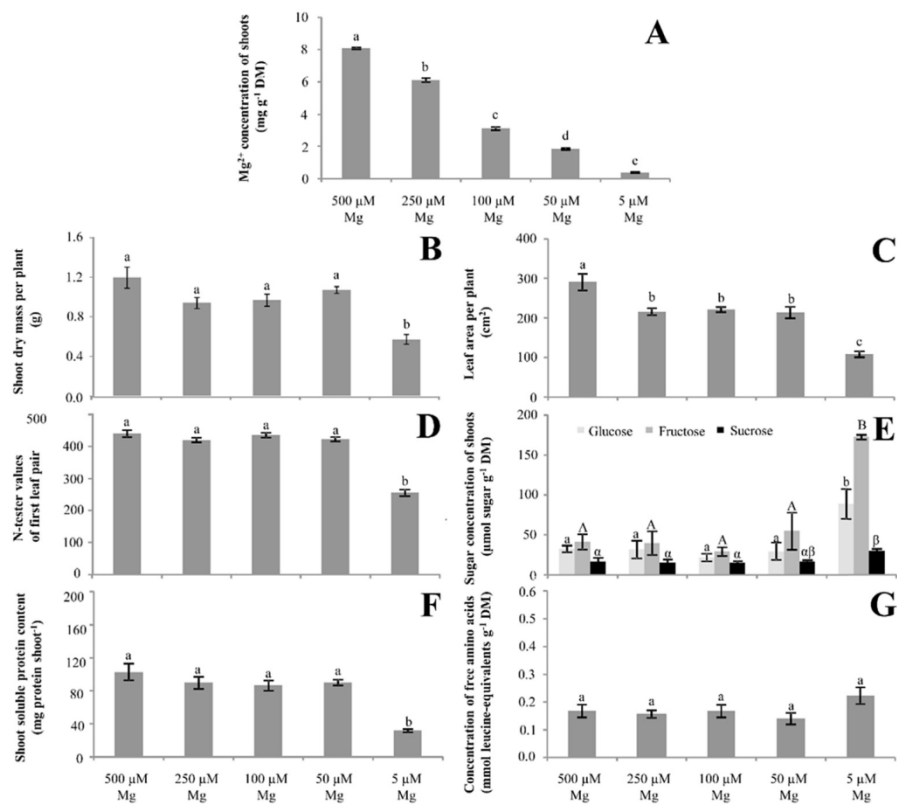 A
Mg²⁺ concentration of shoots
(mg g⁻¹ DM)
10
8
6
4
2
0
a
b
c
d
e
500 µM
Mg
250 µM
Mg
100 µM
Mg
50 µM
Mg
5 µM
Mg
B
Shoot dry mass per plant
(g)
1.6
1.2
0.8
0.4
0.0
a
a
a
a
b
C
Leaf area per plant
(cm²)
400
300
200
100
0
a
b
b
b
c
D
N-tester values
of first leaf pair
500
400
300
200
100
0
a
a
a
a
b
E
Sugar concentration of shoots
(µmol sugar g⁻¹ DM)
Glucose Fructose Sucrose
200
150
100
50
0
a A α
a A α
a A α
a A αβ
b B β
F
Shoot soluble protein content
(mg protein shoot⁻¹)
200
160
120
80
40
0
a
a
a
a
b
500 µM
Mg
250 µM
Mg
100 µM
Mg
50 µM
Mg
5 µM
Mg
G
Concentration of free amino acids
(mmol leucine-equivalents g⁻¹ DM)
0.6
0.5
0.4
0.3
0.2
0.1
0.0
a
a
a
a
a
500 µM
Mg
250 µM
Mg
100 µM
Mg
50 µM
Mg
5 µM
Mg